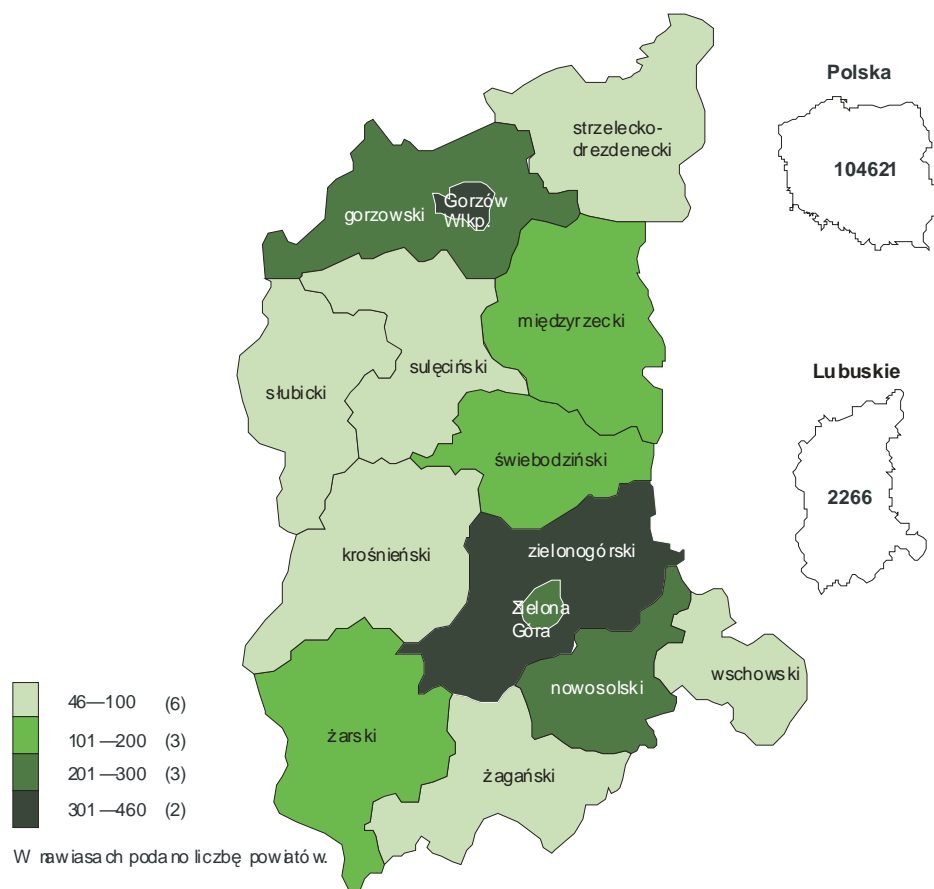 Polska
104621
strzelecko-
drezdenecki
Gorzów
Wlkp.
gorzowski
międzyrzecki
sulęciński
słubicki
Lubuskie
2266
świebodziński
krośnieński
zielonogórski
Zielona
Góra
nowosolski
wschowski
żarski
żagański
46—100 (6)
101—200 (3)
201—300 (3)
301—460 (2)
W nawiasach podano liczbę powiatów.